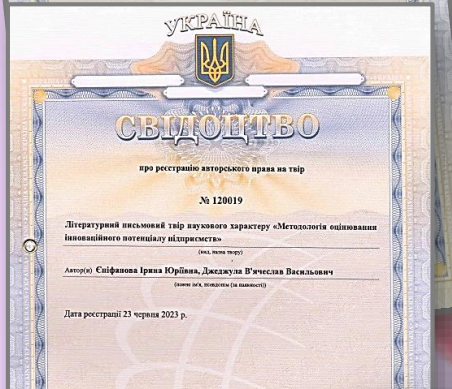 УКРАЇНА
СВІДОЦТВО
про реєстрацію авторського права на твір
№ 120019
Літературний письмовий твір наукового характеру «Методологія оцінювання
інноваційного потенціалу підприємств»
(вид, назва твору)
Автор(и) Єпіфанова Ірина Юріївна, Джеджула В'ячеслав Васильович
(повне ім'я, псевдонім (за наявності))
Дата реєстрації 23 червня 2023 р.